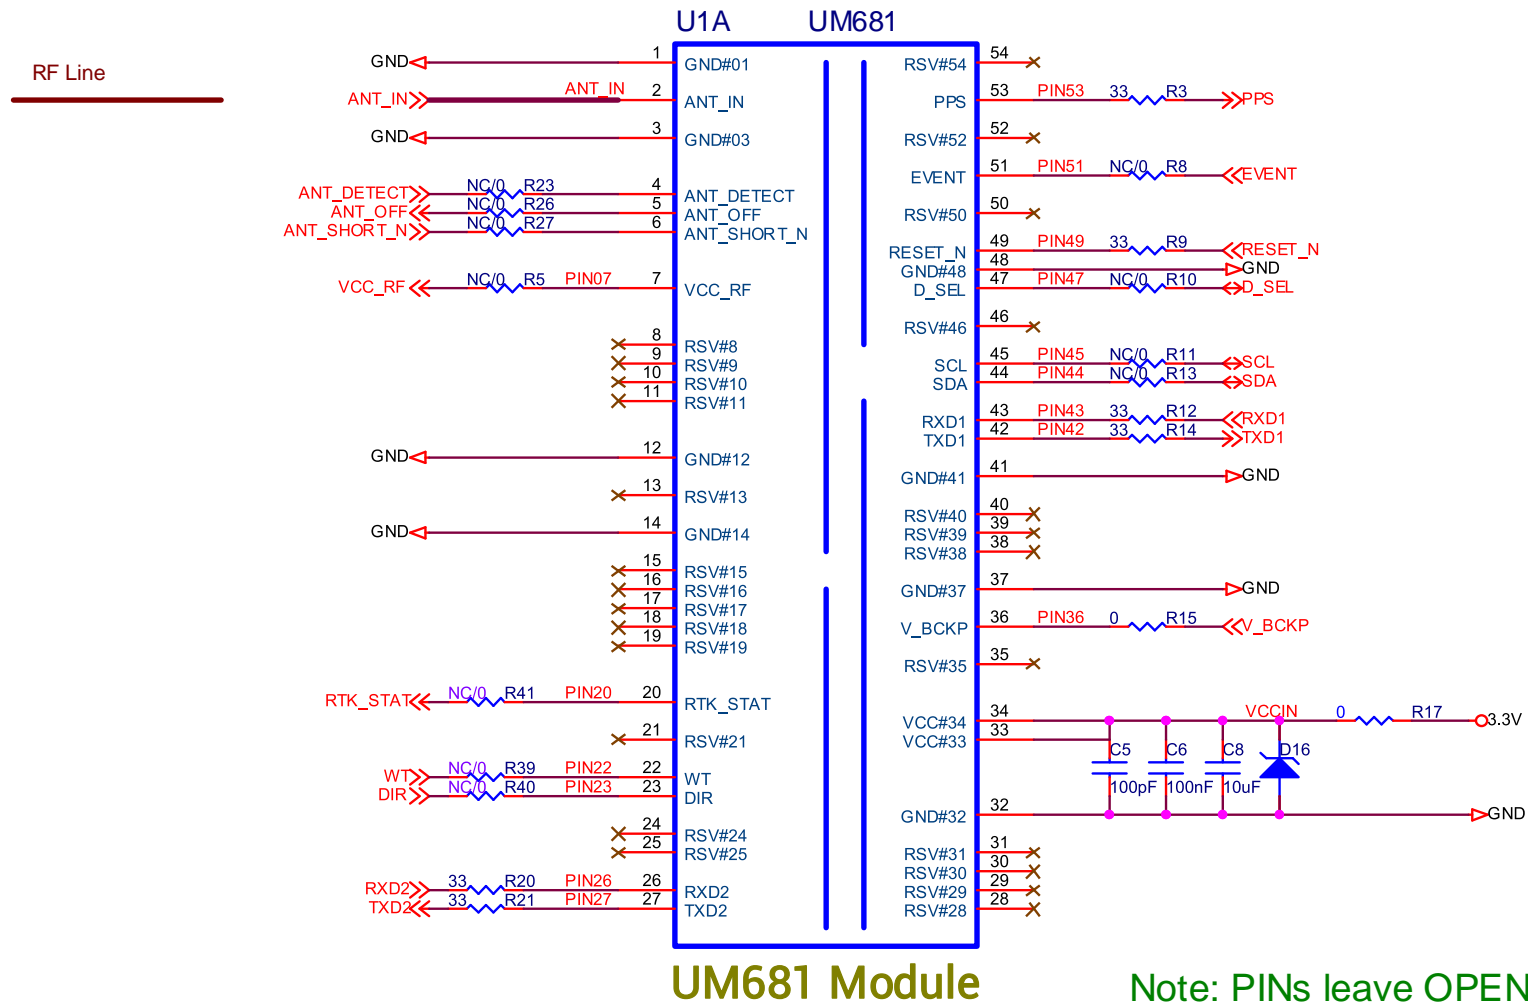 U1A UM681
RF Line
GND 1 GND#01
ANT_IN ANT_IN 2 ANT_IN
GND 3 GND#03
ANT_DETECT NC/0 R23 4 ANT_DETECT
ANT_OFF NC/0 R26 5 ANT_OFF
ANT_SHORT_N NC/0 R27 6 ANT_SHORT_N
VCC_RF NC/0 R5 PIN07 7 VCC_RF
8 RSV#8
9 RSV#9
10 RSV#10
11 RSV#11
GND 12 GND#12
13 RSV#13
GND 14 GND#14
15 RSV#15
16 RSV#16
17 RSV#17
18 RSV#18
19 RSV#19
RTK_STAT NC/0 R41 PIN20 20 RTK_STAT
21 RSV#21
WT NC/0 R39 PIN22 22 WT
DIR NC/0 R40 PIN23 23 DIR
24 RSV#24
25 RSV#25
RXD2 33 R20 PIN26 26 RXD2
TXD2 33 R21 PIN27 27 TXD2
RSV#54 54
PPS 53 PIN53 33 R3 PPS
RSV#52 52
EVENT 51 PIN51 NC/0 R8 EVENT
RSV#50 50
RESET_N 49 PIN49 33 R9 RESET_N
GND#48 48 GND
D_SEL 47 PIN47 NC/0 R10 D_SEL
RSV#46 46
SCL 45 PIN45 NC/0 R11 SCL
SDA 44 PIN44 NC/0 R13 SDA
RXD1 43 PIN43 33 R12 RXD1
TXD1 42 PIN42 33 R14 TXD1
GND#41 41 GND
RSV#40 40
RSV#39 39
RSV#38 38
GND#37 37 GND
V_BCKP 36 PIN36 0 R15 V_BCKP
RSV#35 35
VCC#34 34 VCCIN 0 R17 3.3V
VCC#33 33
C5 C6 C8 D16
100pF 100nF 10uF
GND#32 32 GND
RSV#31 31
RSV#30 30
RSV#29 29
RSV#28 28
UM681 Module
Note: PINs leave OPEN